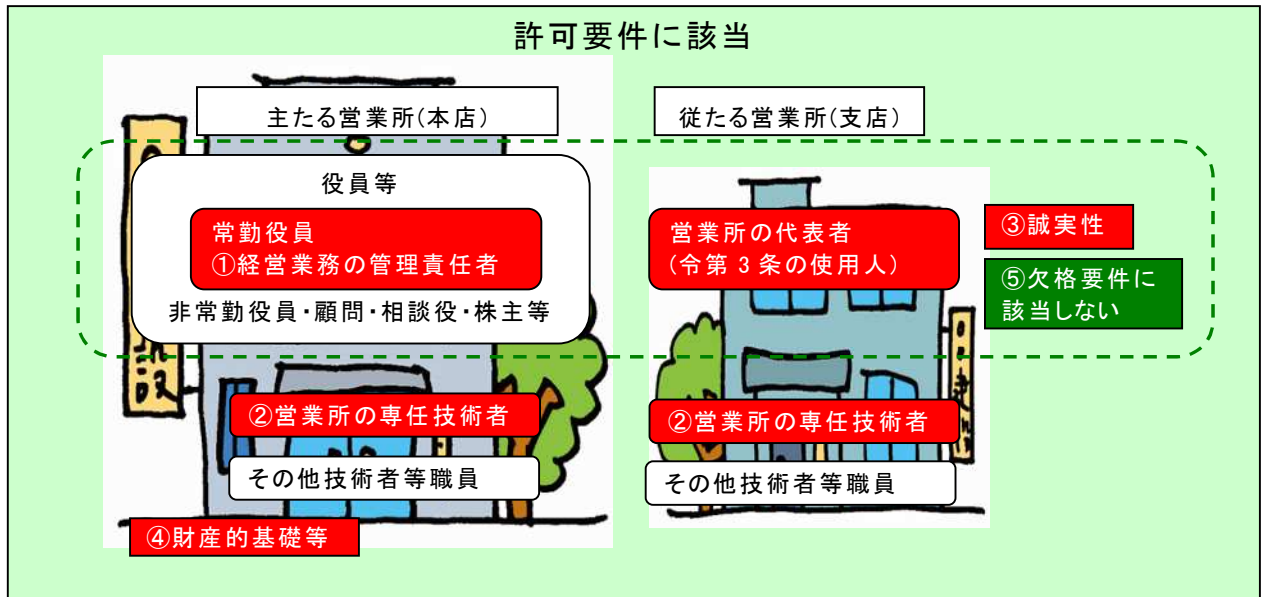 許可要件に該当
主たる営業所(本店)
役員等
常勤役員
①経営業務の管理責任者
非常勤役員・顧問・相談役・株主等
②営業所の専任技術者
その他技術者等職員
④財産的基礎等
従たる営業所(支店)
営業所の代表者
(令第3条の使用人)
②営業所の専任技術者
その他技術者等職員
③誠実性
⑤欠格要件に
該当しない